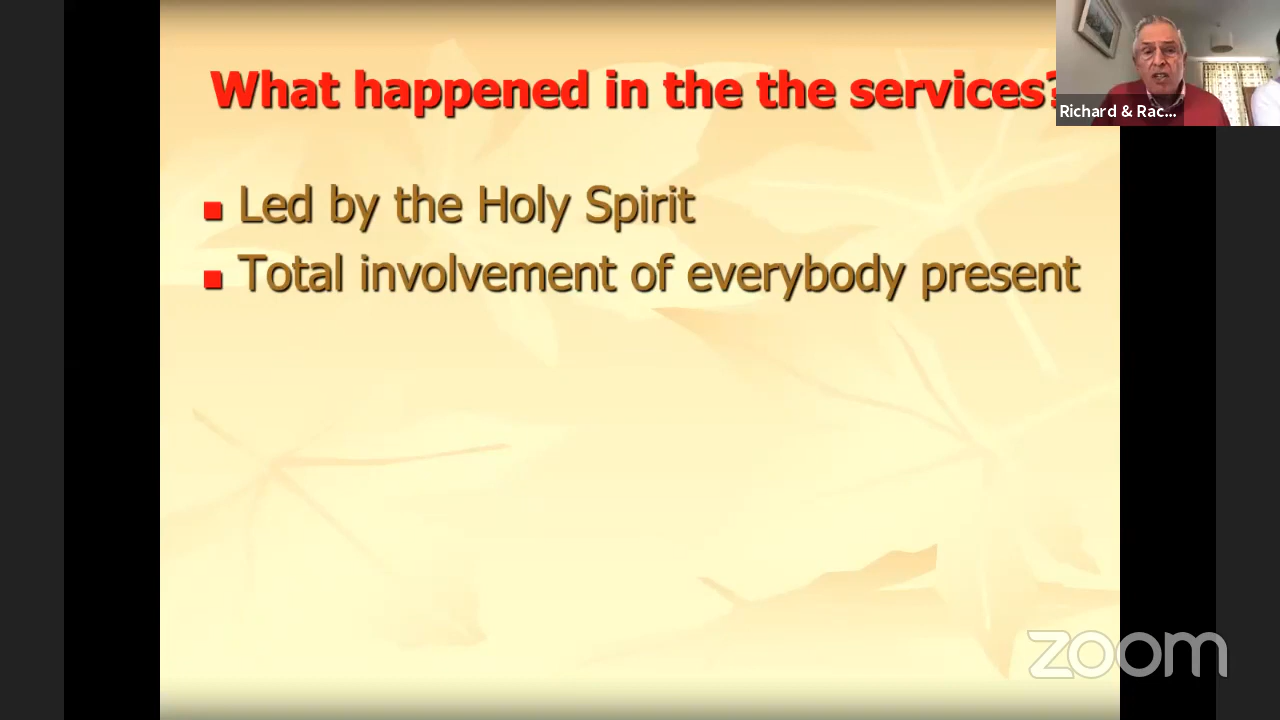 What happened in the the services?
Richard & Rac...
Led by the Holy Spirit
Total involvement of everybody present
zoom